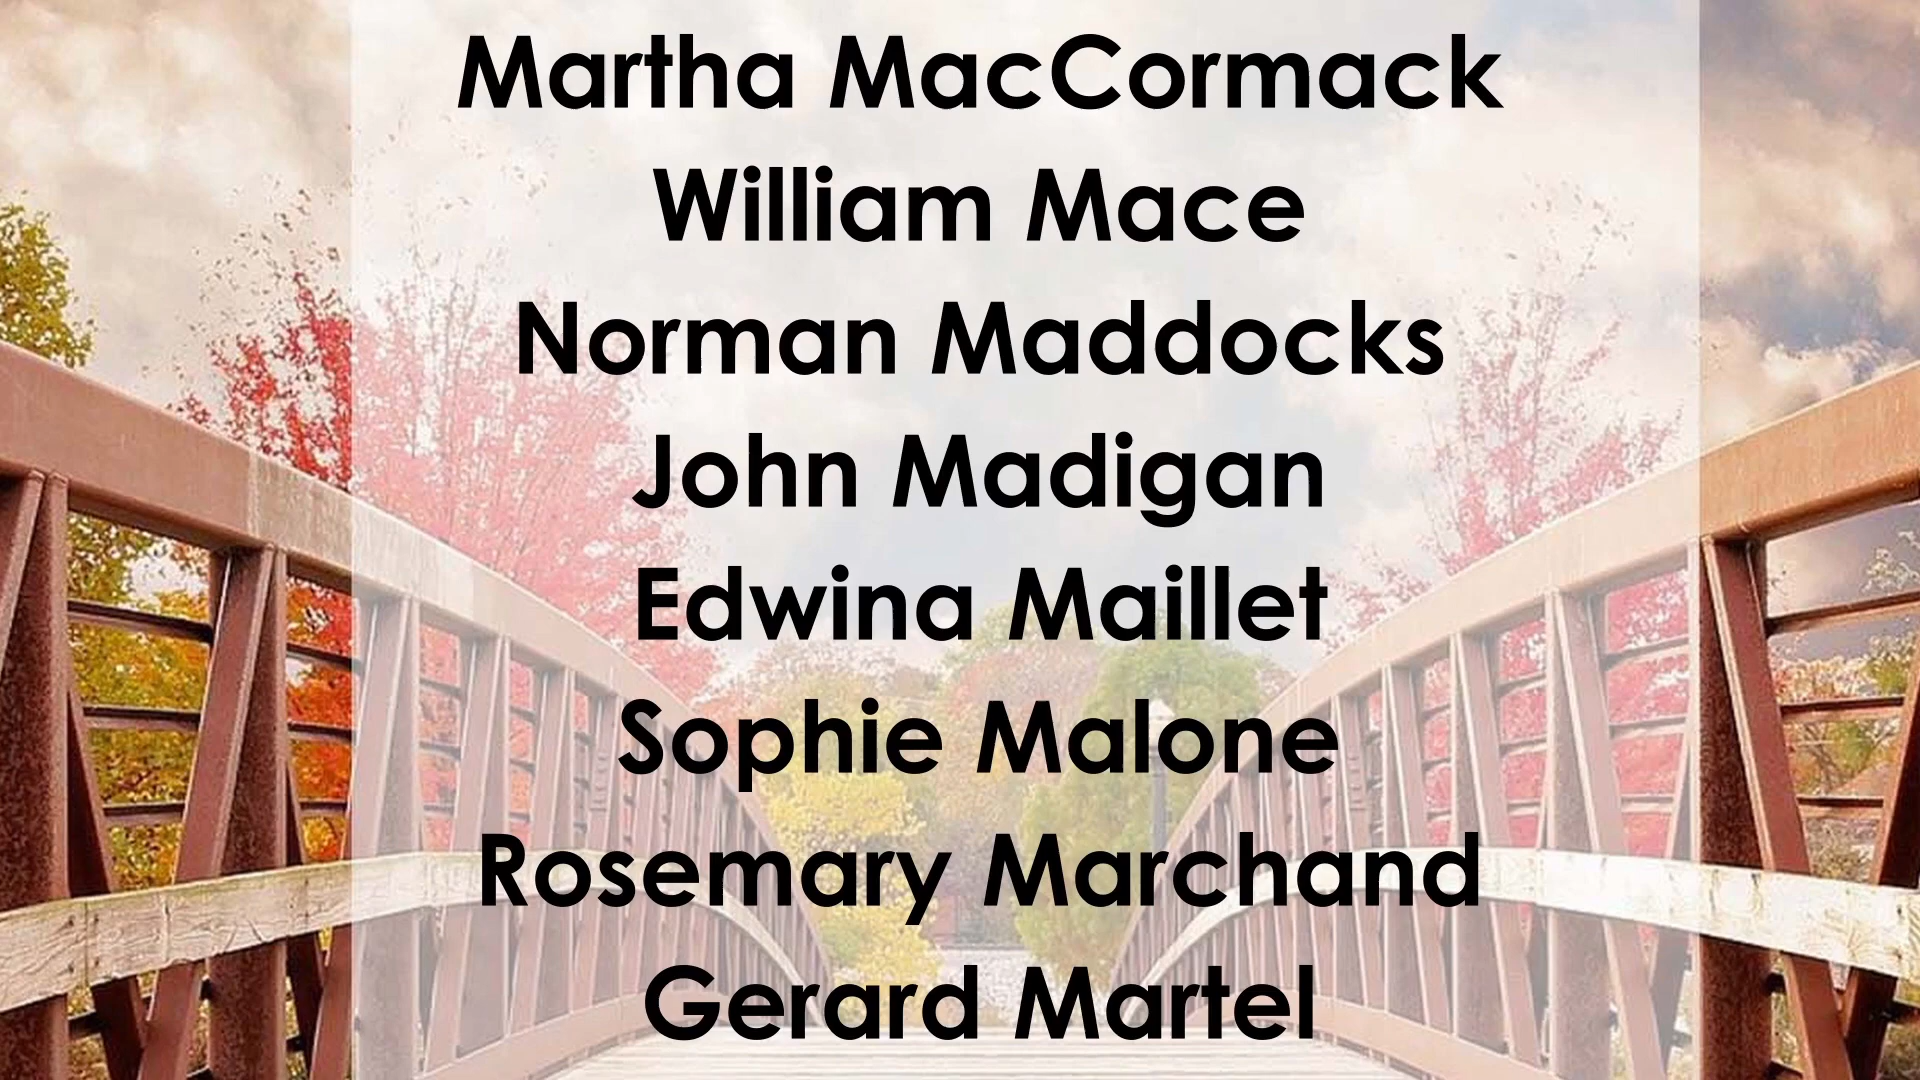 Martha MacCormack
William Mace
Norman Maddocks
John Madigan
Edwina Maillet
Sophie Malone
Rosemary Marchand
Gerard Martel